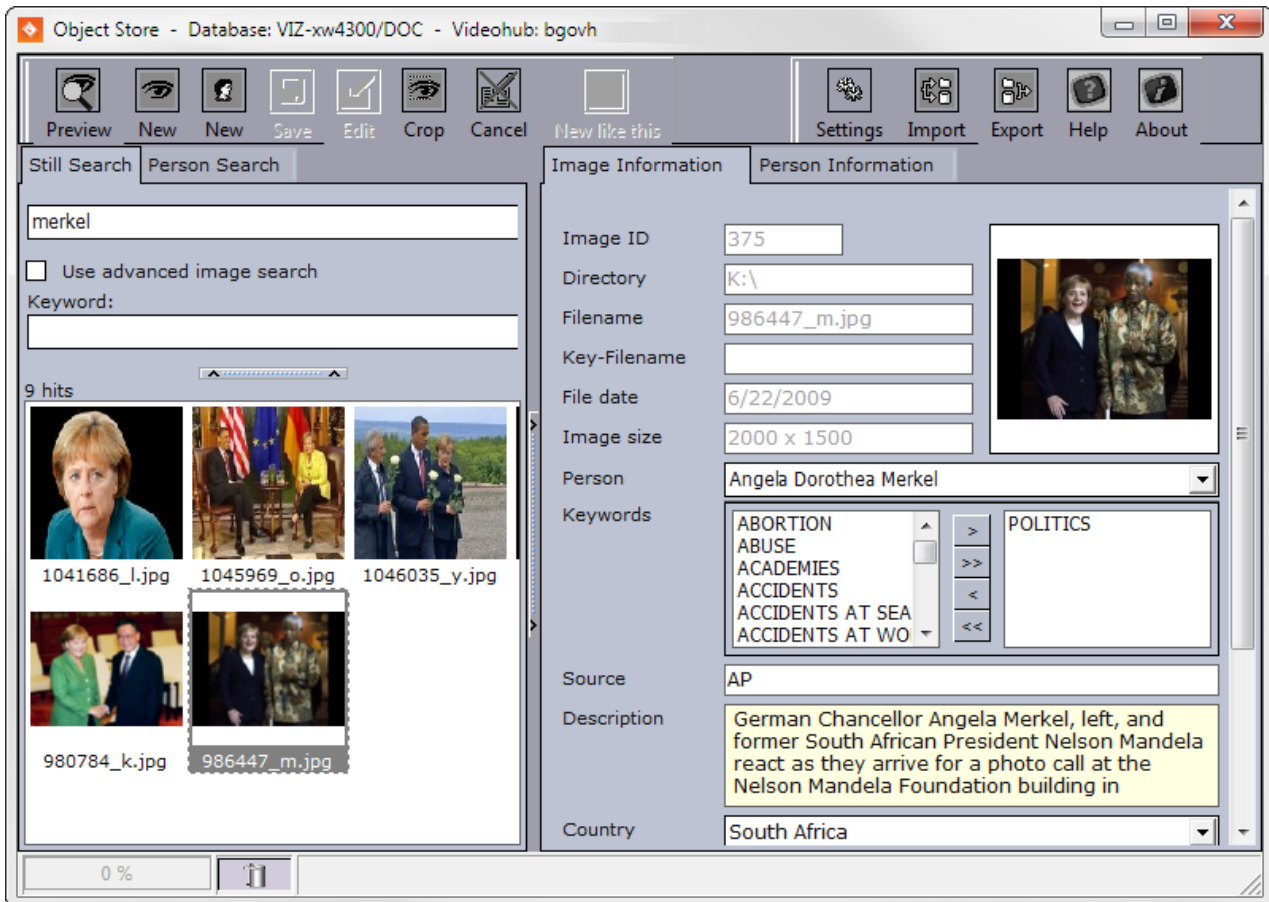 Object Store - Database: VIZ-xw4300/DOC - Videohub: bgovh
Preview New New Save Edit Crop Cancel New like this Settings Import Export Help About
Still Search Person Search
merkel
Use advanced image search
Keyword:
9 hits
1041686_l.jpg 1045969_o.jpg 1046035_y.jpg
980784_k.jpg 986447_m.jpg
Image Information Person Information
Image ID 375
Directory K:\
Filename 986447_m.jpg
Key-Filename
File date 6/22/2009
Image size 2000 x 1500
Person Angela Dorothea Merkel
Keywords
ABORTION
ABUSE
ACADEMIES
ACCIDENTS
ACCIDENTS AT SEA
ACCIDENTS AT WO
>
>>
<
<<
POLITICS
Source AP
Description German Chancellor Angela Merkel, left, and
former South African President Nelson Mandela
react as they arrive for a photo call at the
Nelson Mandela Foundation building in
Country South Africa
0 %